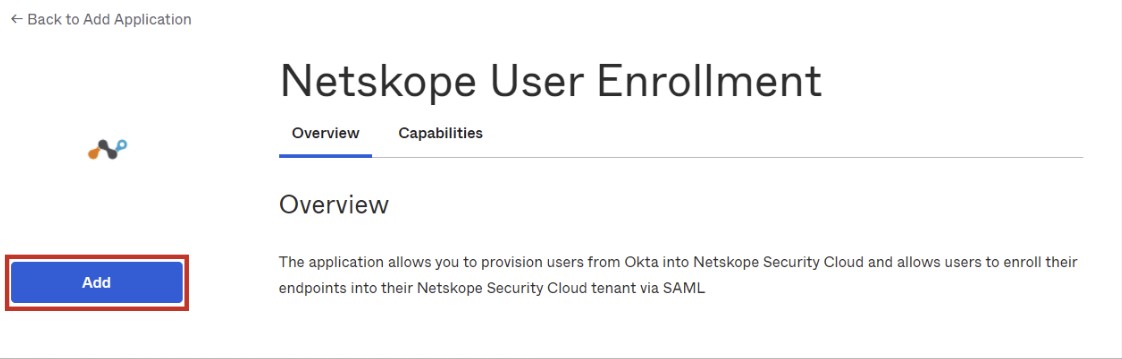 ← Back to Add Application
Netskope User Enrollment
Overview
Capabilities
Overview
The application allows you to provision users from Okta into Netskope Security Cloud and allows users to enroll their
endpoints into their Netskope Security Cloud tenant via SAML
Add